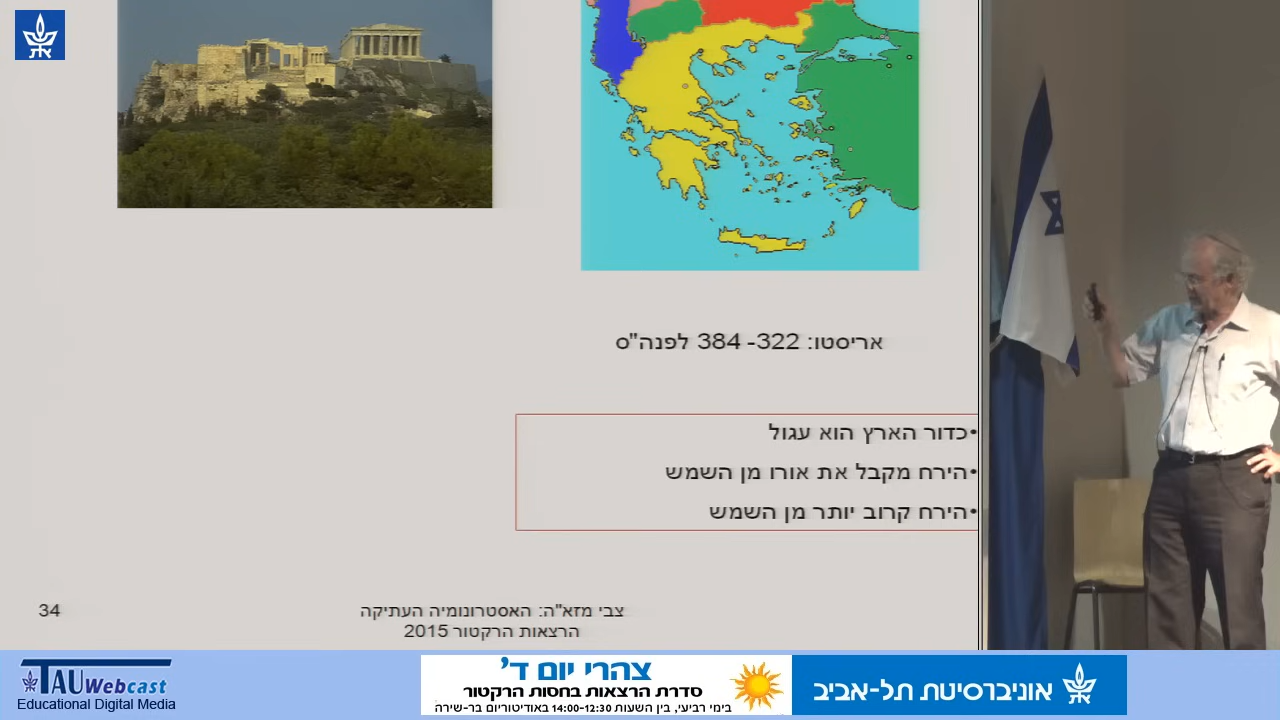 אריסטו: 322- 384 לפנה"ס
•כדור הארץ הוא עגול
•הירח מקבל את אורו מן השמש
•הירח קרוב יותר מן השמש
צבי מזא"ה: האסטרונומיה העתיקה
הרצאות הרקטור 2015
34
TAU Webcast
Educational Digital Media
צהרי יום ד'
סדרת הרצאות בחסות הרקטור
בימי רביעי, בין השעות 14:00-12:30 באודיטוריום בר-שירה
אוניברסיטת תל-אביב